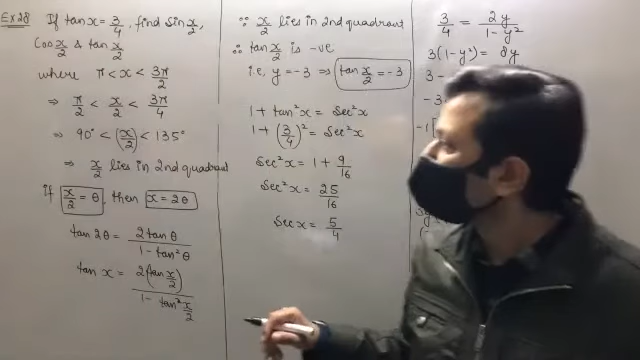 Ex 28 If tan x = 3/4, find Sin x/2,
Cos x/2 & tan x/2
where π < x < 3π/2
⇒ π/2 < x/2 < 3π/4
⇒ 90° < (x/2) < 135°
⇒ x/2 lies in 2nd quadrant
if x/2 = θ, then x = 2θ
tan 2θ = 2tanθ / 1 - tan²θ
tan x = 2(tan x/2) / 1 - tan² x/2
∵ x/2 lies in 2nd quadrant
∴ tan x/2 is -ve
i.e, y = -3 ⇒ tan x/2 = -3
1 + tan²x = Sec²x
1 + (3/4)² = Sec²x
Sec²x = 1 + 9/16
Sec²x = 25/16
Sec x = 5/4
3/4 = 2y / 1 - y²
3(1-y²) = 8y
3 -
-3
-1